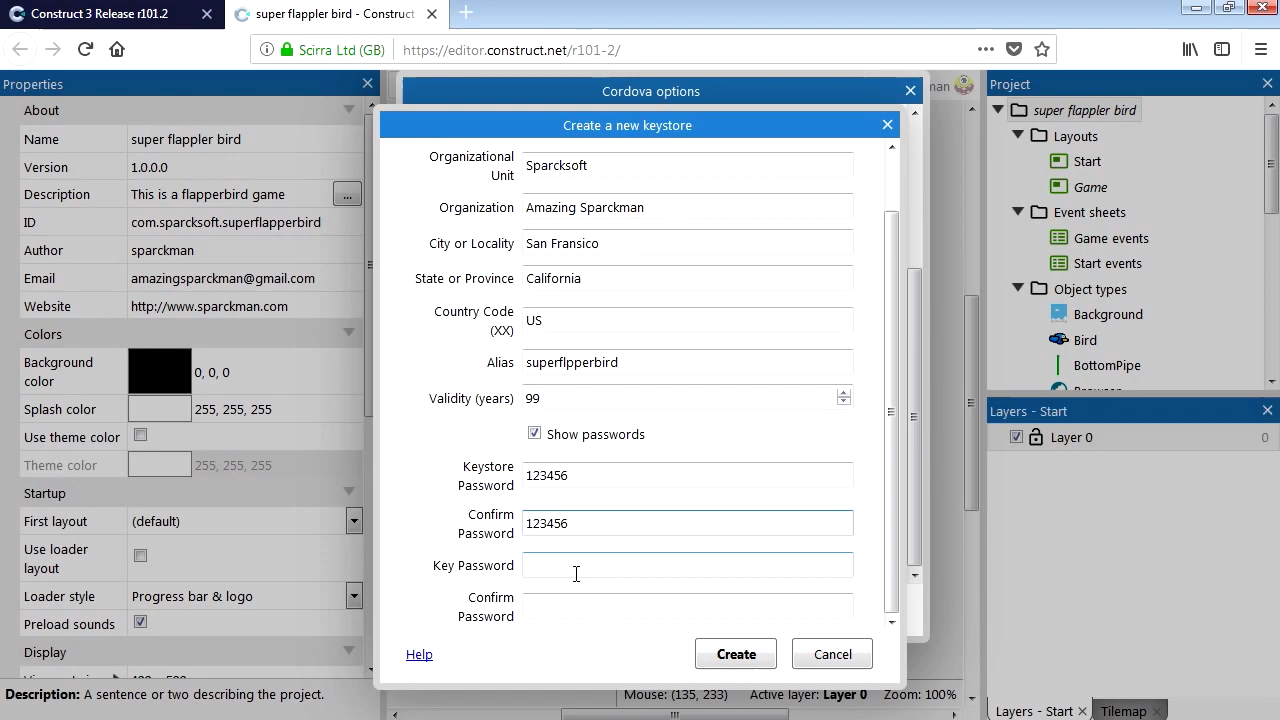 Construct 3 Release r101.2
super flappler bird - Construct
Scirra Ltd (GB)
https://editor.construct.net/r101-2/
Properties
About
Name super flappler bird
Version 1.0.0.0
Description This is a flapperbird game ...
ID com.sparcksoft.superflapperbird
Author sparckman
Email amazingsparckman@gmail.com
Website http://www.sparckman.com
Colors
Background color 0, 0, 0
Splash color 255, 255, 255
Use theme color
Theme color 255, 255, 255
Startup
First layout (default)
Use loader layout
Loader style Progress bar & logo
Preload sounds
Display
Description: A sentence or two describing the project.
Cordova options
Create a new keystore
Organizational Unit Sparcksoft
Organization Amazing Sparckman
City or Locality San Fransico
State or Province California
Country Code (XX) US
Alias superflpperbird
Validity (years) 99
Show passwords
Keystore Password 123456
Confirm Password 123456
Key Password
Confirm Password
Help
Create
Cancel
Mouse: (135, 233) Active layer: Layer 0 Zoom: 100%
Project
super flappler bird
Layouts
Start
Game
Event sheets
Game events
Start events
Object types
Background
Bird
BottomPipe
Layers - Start
Layer 0 0
Layers - Start
Tilemap